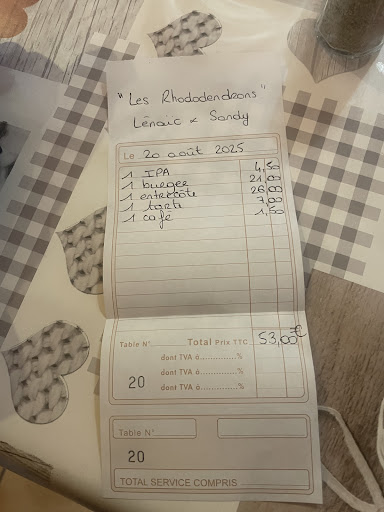 "Les Rhododendrons"
Lénaïc & Sandy
Le 20 août 2025
1 IPA 4,50
1 burger 21,00
1 entrecôte 26,00
1 tarte 7,00
1 café 1,50
Table N° Total Prix TTC 53,00€
dont TVA à.............%
20 dont TVA à.............%
dont TVA à.............%
Table N°
20
TOTAL SERVICE COMPRIS